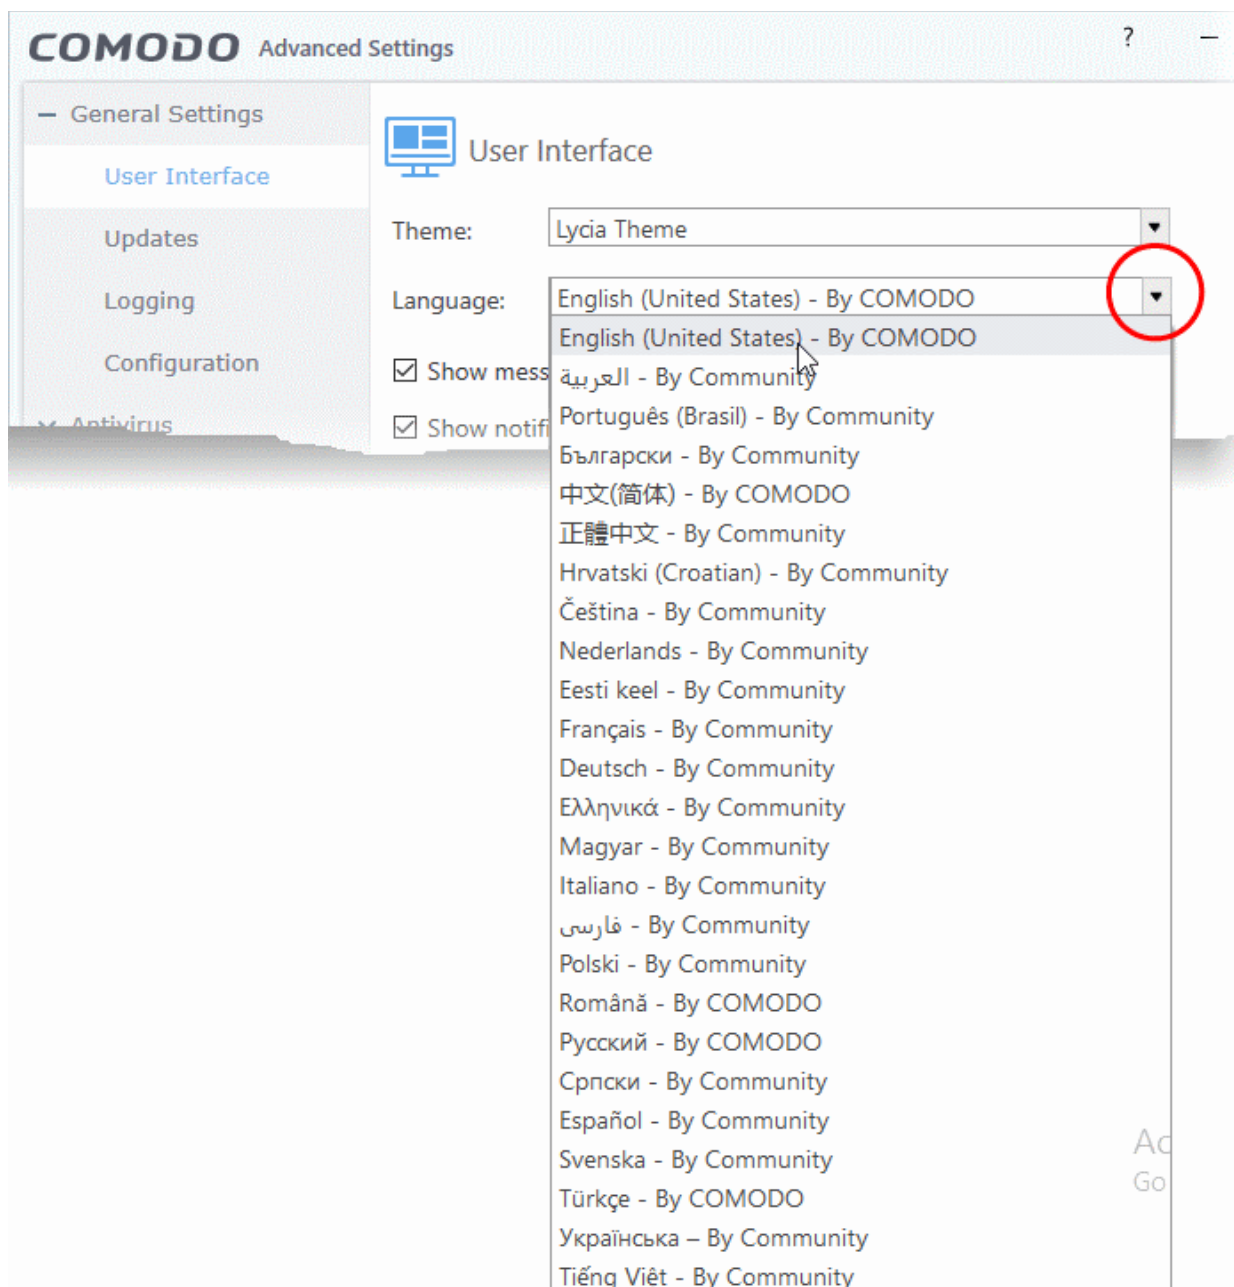 COMODO Advanced Settings ? —
General Settings
User Interface
Updates
Logging
Configuration
Antivirus
User Interface
Theme: Lycia Theme
Language: English (United States) - By COMODO
Show mess
Show notifi
English (United States) - By COMODO
العربية - By Community
Português (Brasil) - By Community
Български - By Community
中文(简体) - By COMODO
正體中文 - By Community
Hrvatski (Croatian) - By Community
Čeština - By Community
Nederlands - By Community
Eesti keel - By Community
Français - By Community
Deutsch - By Community
Ελληνικά - By Community
Magyar - By Community
Italiano - By Community
فارسی - By Community
Polski - By Community
Română - By COMODO
Русский - By COMODO
Српски - By Community
Español - By Community
Svenska - By Community
Türkçe - By COMODO
Українська – By Community
Tiếng Việt - By Community
Ac
Go